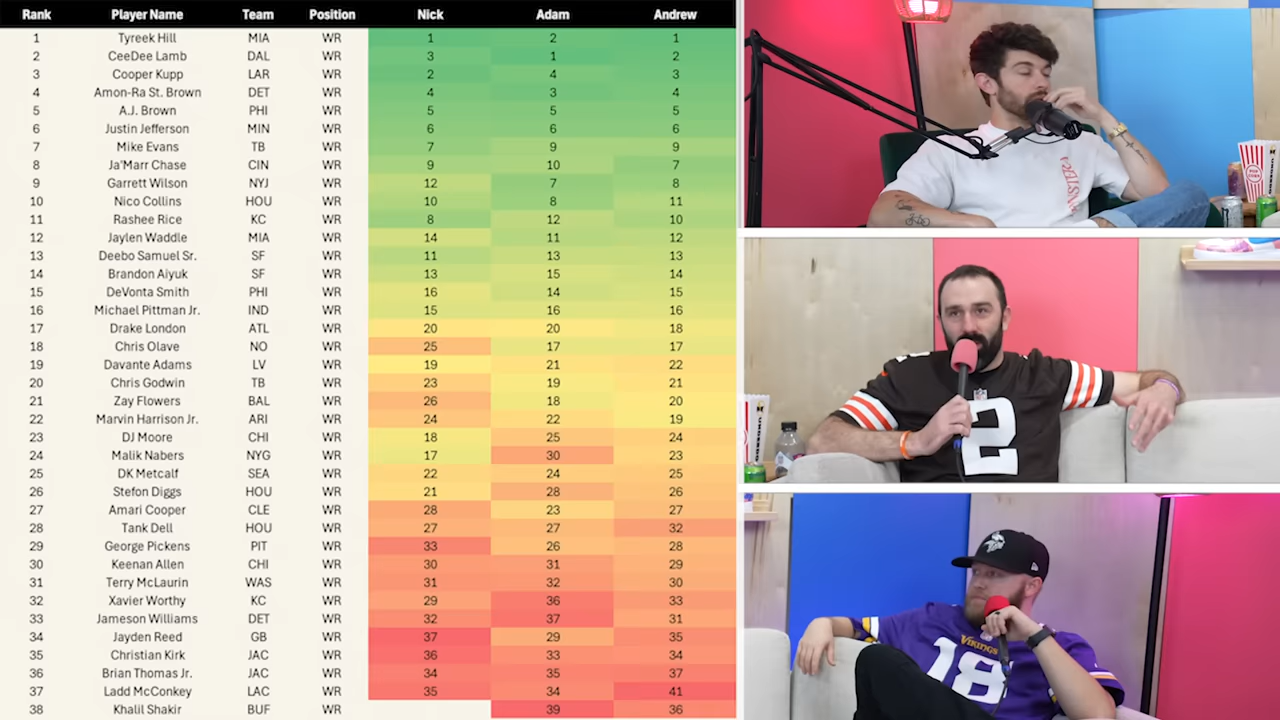 Rank Player Name Team Position Nick Adam Andrew
1 Tyreek Hill MIA WR 1 2 1
2 CeeDee Lamb DAL WR 3 1 2
3 Cooper Kupp LAR WR 2 4 3
4 Amon-Ra St. Brown DET WR 4 3 4
5 A.J. Brown PHI WR 5 5 5
6 Justin Jefferson MIN WR 6 6 6
7 Mike Evans TB WR 7 9 9
8 Ja'Marr Chase CIN WR 9 10 7
9 Garrett Wilson NYJ WR 12 7 8
10 Nico Collins HOU WR 10 8 11
11 Rashee Rice KC WR 8 12 10
12 Jaylen Waddle MIA WR 14 11 12
13 Deebo Samuel Sr. SF WR 11 13 13
14 Brandon Aiyuk SF WR 13 15 14
15 DeVonta Smith PHI WR 16 14 15
16 Michael Pittman Jr. IND WR 15 16 16
17 Drake London ATL WR 20 20 18
18 Chris Olave NO WR 25 17 17
19 Davante Adams LV WR 19 21 22
20 Chris Godwin TB WR 23 19 21
21 Zay Flowers BAL WR 26 18 20
22 Marvin Harrison Jr. ARI WR 24 22 19
23 DJ Moore CHI WR 18 25 24
24 Malik Nabers NYG WR 17 30 23
25 DK Metcalf SEA WR 22 24 25
26 Stefon Diggs HOU WR 21 28 26
27 Amari Cooper CLE WR 28 23 27
28 Tank Dell HOU WR 27 27 32
29 George Pickens PIT WR 33 26 28
30 Keenan Allen CHI WR 30 31 29
31 Terry McLaurin WAS WR 31 32 30
32 Xavier Worthy KC WR 29 36 33
33 Jameson Williams DET WR 32 37 31
34 Jayden Reed GB WR 37 29 35
35 Christian Kirk JAC WR 36 33 34
36 Brian Thomas Jr. JAC WR 34 35 37
37 Ladd McConkey LAC WR 35 34 41
38 Khalil Shakir BUF WR 39 36
2
VIKINGS
18